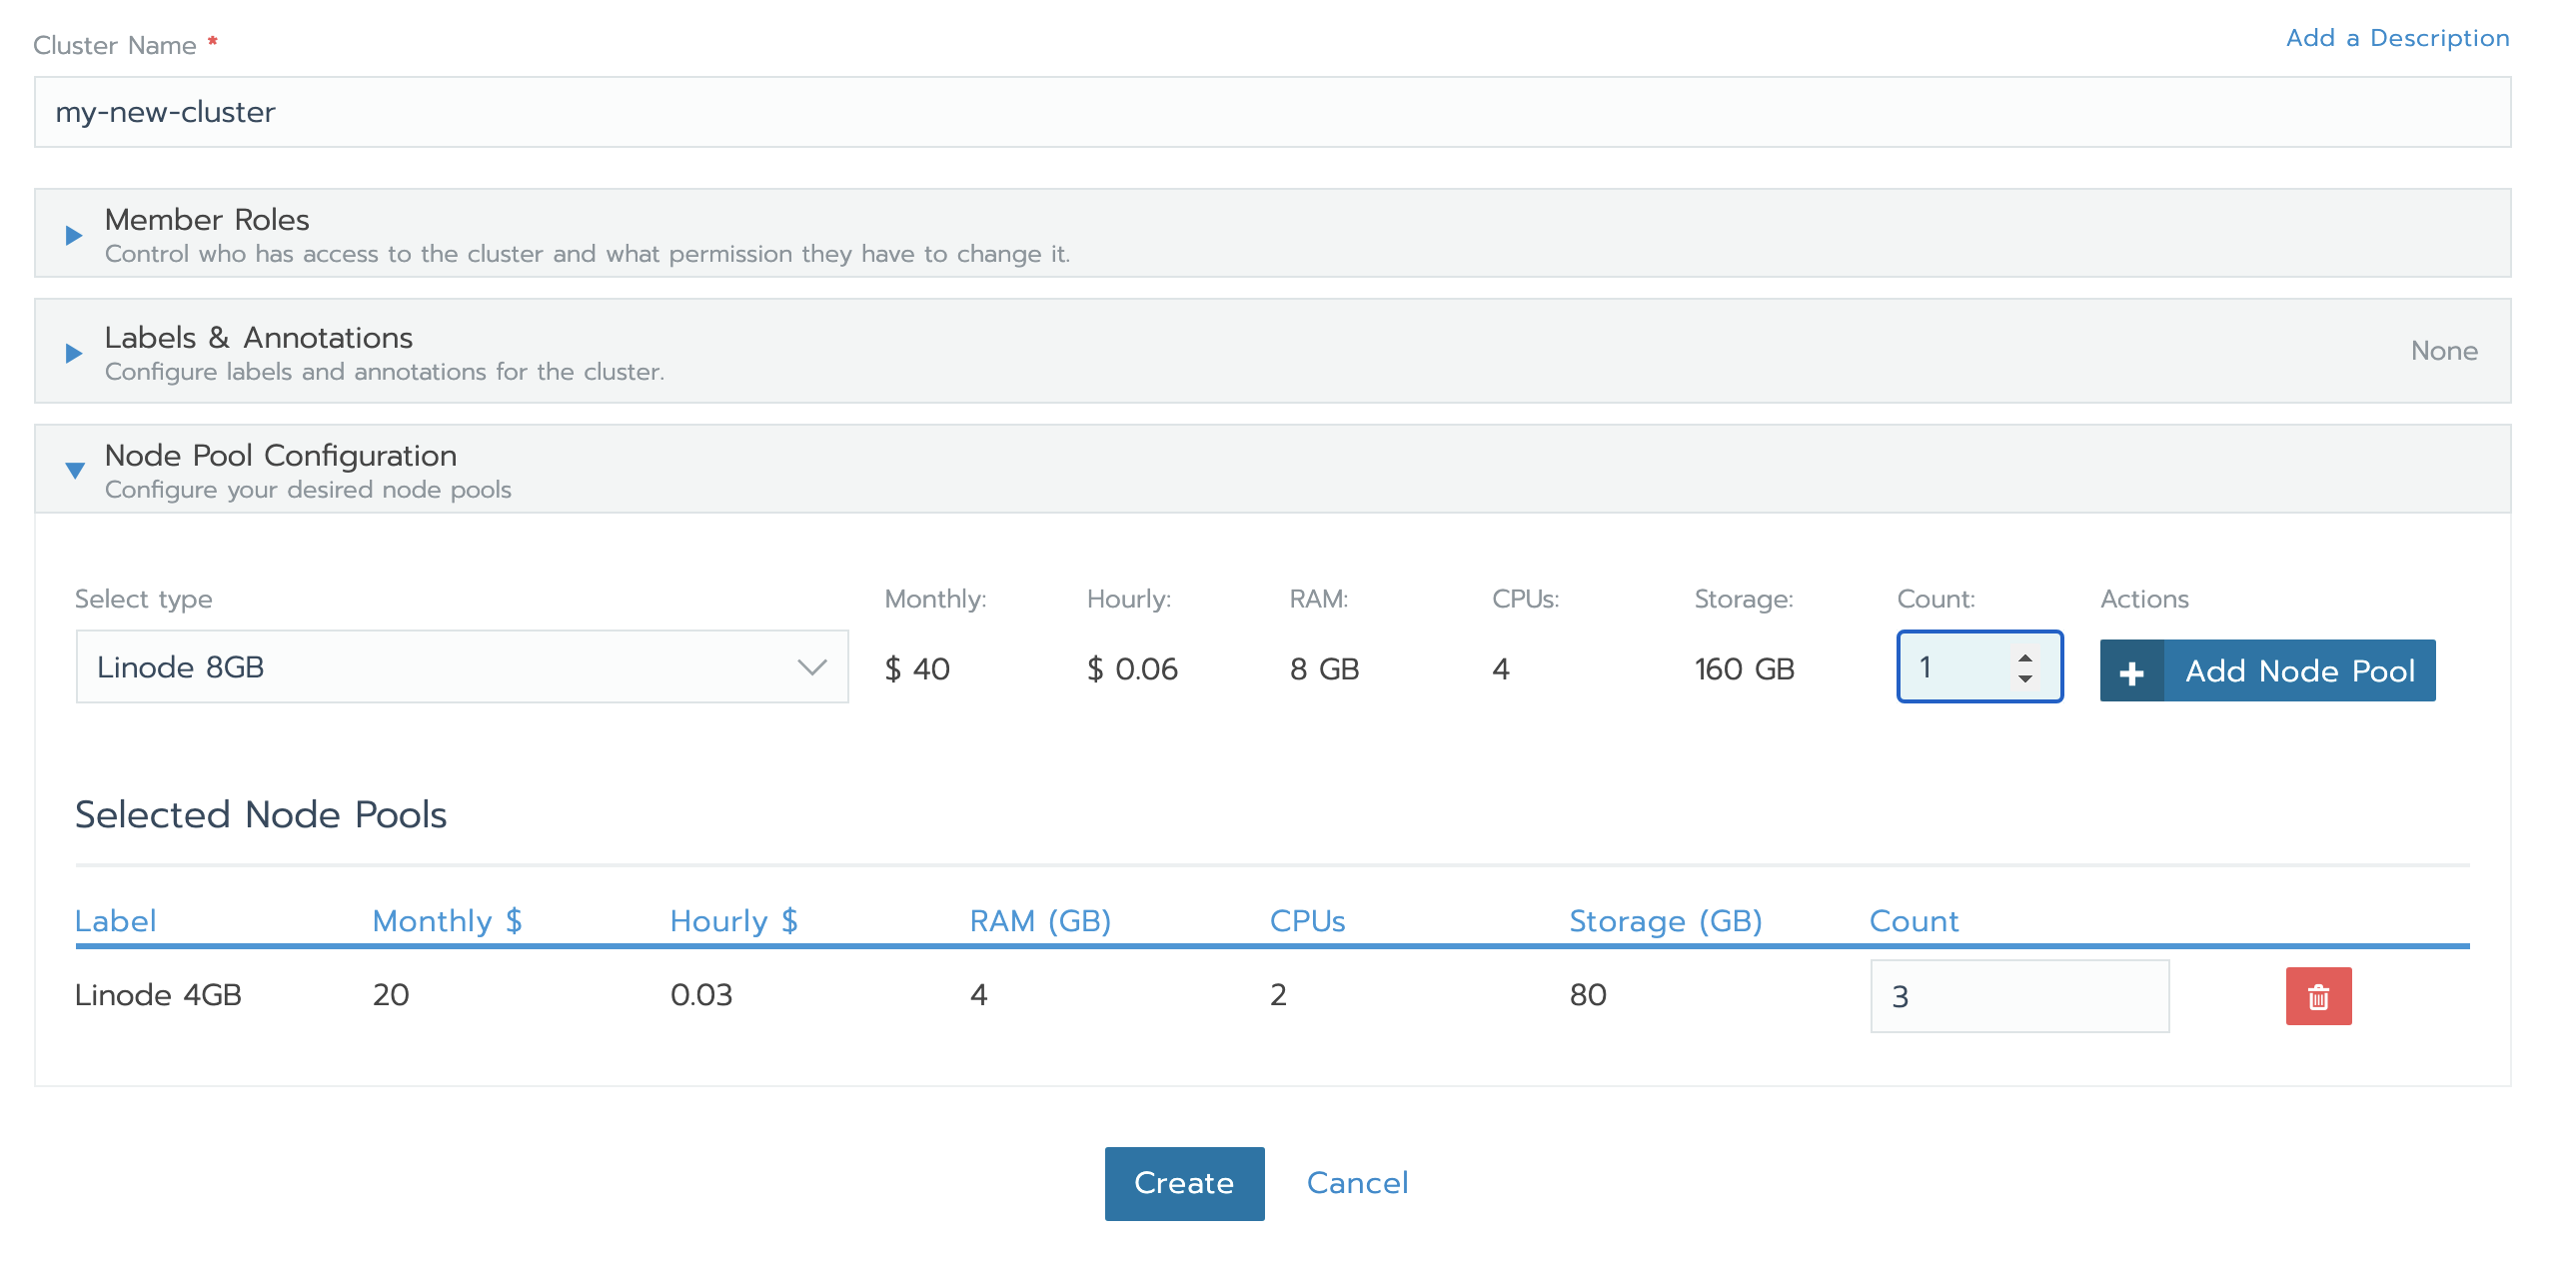 Cluster Name *
Add a Description
my-new-cluster
Member Roles
Control who has access to the cluster and what permission they have to change it.
Labels & Annotations
Configure labels and annotations for the cluster.
None
Node Pool Configuration
Configure your desired node pools
Select type Monthly: Hourly: RAM: CPUs: Storage: Count: Actions
Linode 8GB $ 40 $ 0.06 8 GB 4 160 GB 1 Add Node Pool
Selected Node Pools
Label Monthly $ Hourly $ RAM (GB) CPUs Storage (GB) Count
Linode 4GB 20 0.03 4 2 80 3
Create Cancel